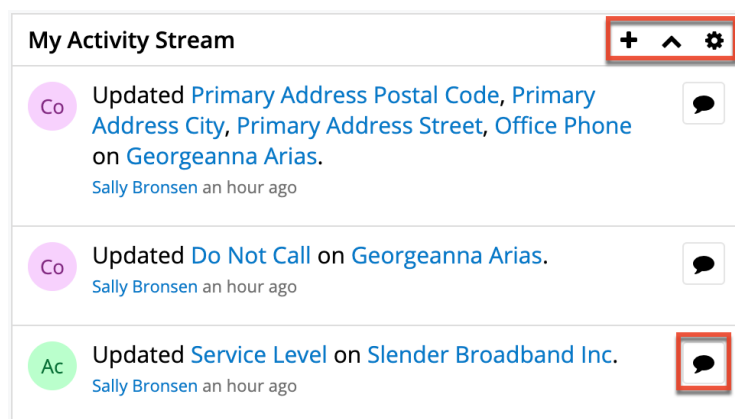 My Activity Stream
Co
Updated Primary Address Postal Code, Primary
Address City, Primary Address Street, Office Phone
on Georgeanna Arias.
Sally Bronsen an hour ago
Co
Updated Do Not Call on Georgeanna Arias.
Sally Bronsen an hour ago
Ac
Updated Service Level on Slender Broadband Inc.
Sally Bronsen an hour ago